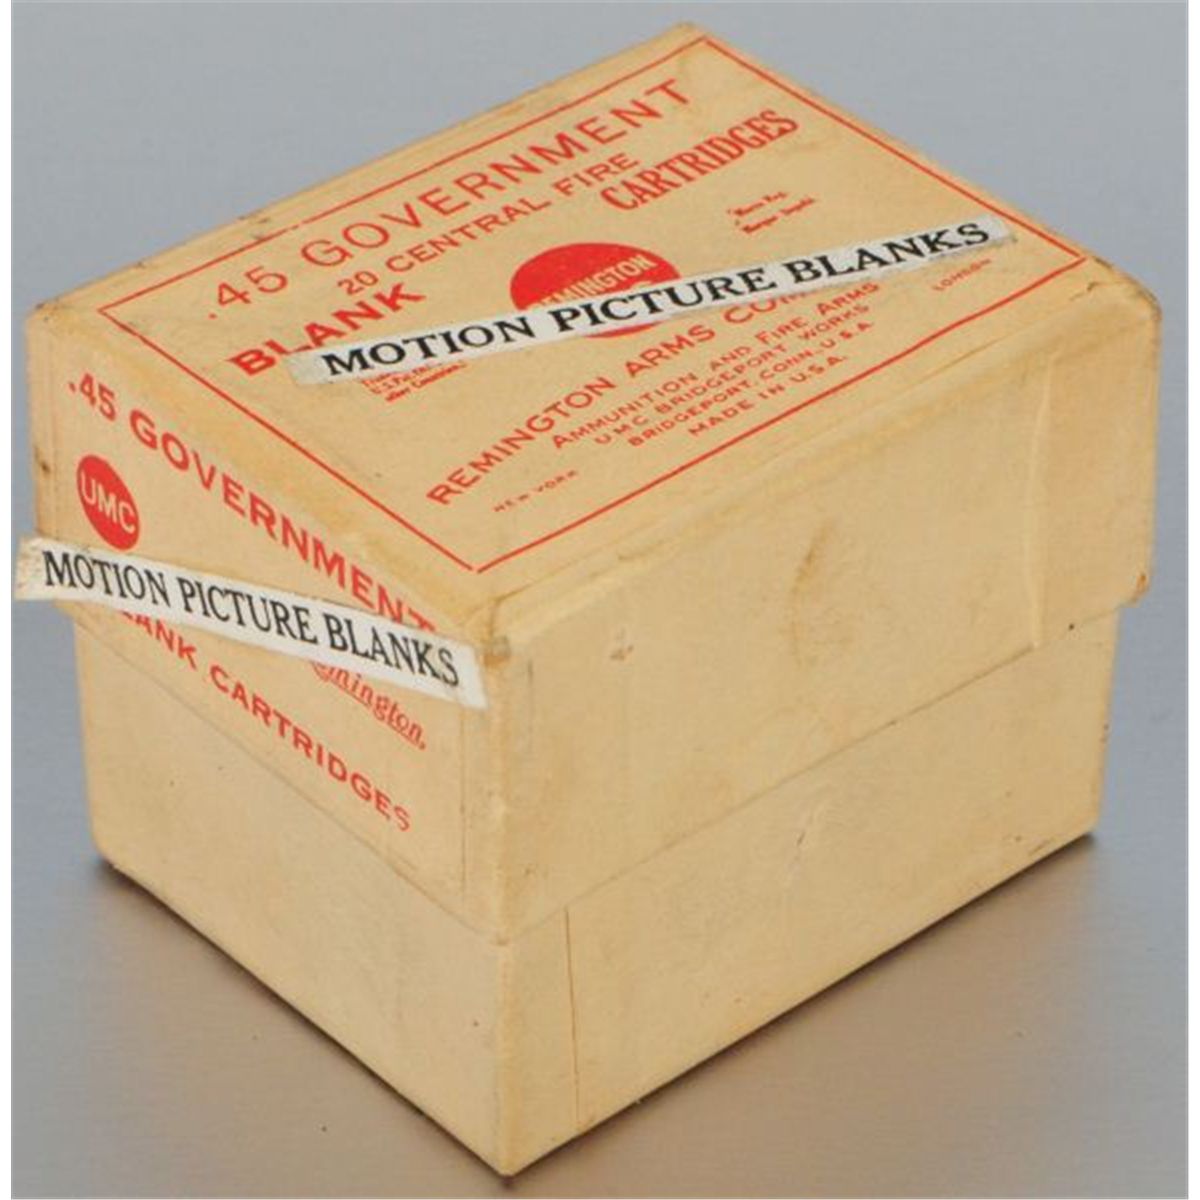 .45 GOVERNMENT
20 CENTRAL FIRE
BLANK CARTRIDGES
REMINGTON
MOTION PICTURE BLANKS
REMINGTON ARMS
AMMUNITION AND FIRE ARMS
UMC BRIDGEPORT WORKS
BRIDGEPORT, CONN., U.S.A.
MADE IN U.S.A.
NEW YORK LONDON
.45 GOVERNMENT
UMC
MOTION PICTURE BLANKS
Remington,
CARTRIDGES